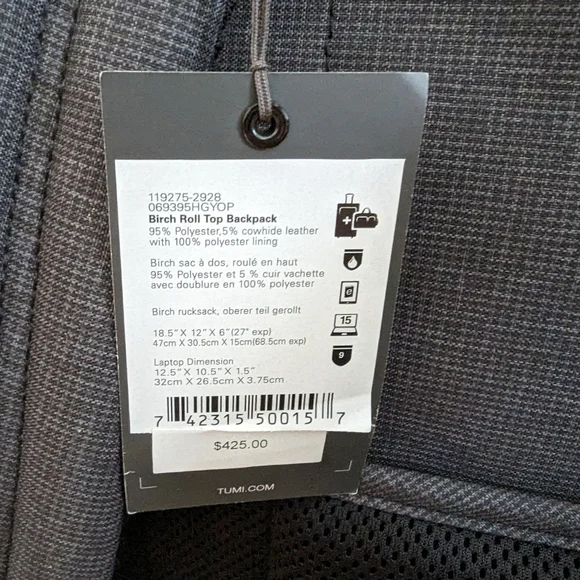 119275-2928
069395HGYOP
Birch Roll Top Backpack
95% Polyester,5% cowhide leather
with 100% polyester lining
Birch sac à dos, roulé en haut
95% Polyester et 5 % cuir vachette
avec doublure en 100% polyester
Birch rucksack, oberer teil gerollt
18.5" X 12" X 6"(27" exp)
47cm X 30.5cm X 15cm(68.5cm exp)
15
9
Laptop Dimension
12.5" X 10.5" X 1.5"
32cm X 26.5cm X 3.75cm
7 42315 50015 7
$425.00
TUMI.COM